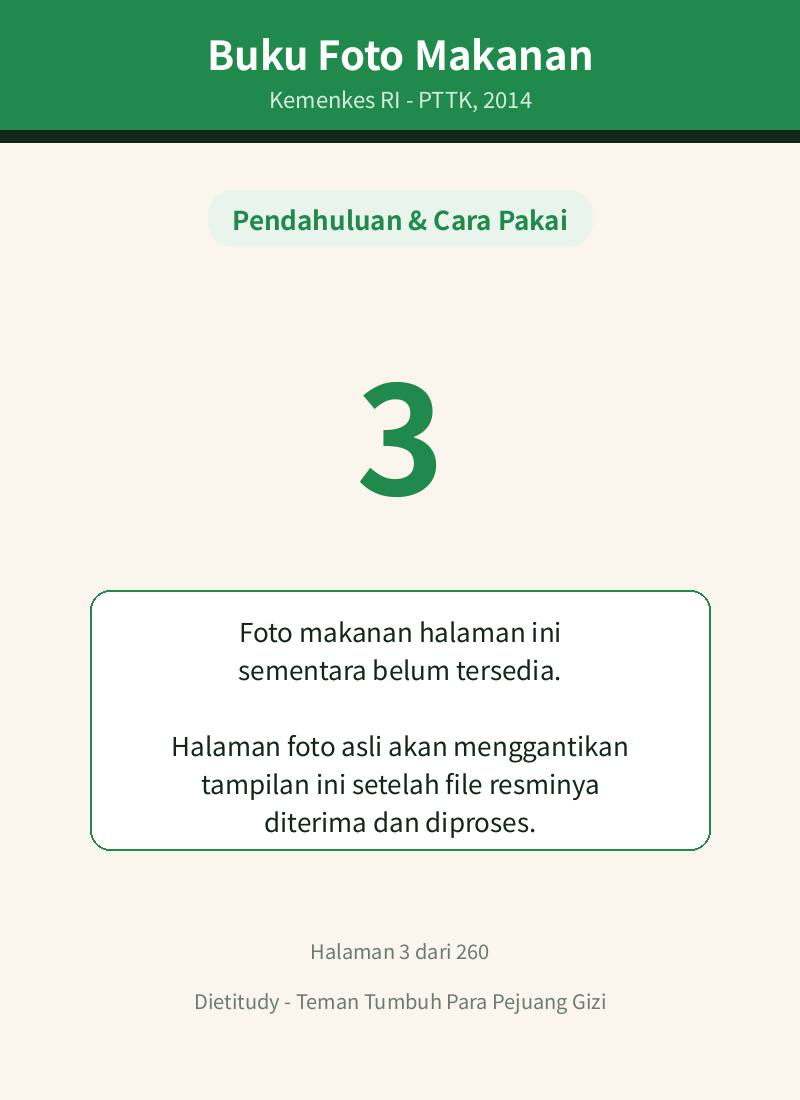 Buku Foto Makanan
Kemenkes RI - PTTK, 2014
Pendahuluan & Cara Pakai
3
Foto makanan halaman ini
sementara belum tersedia.
Halaman foto asli akan menggantikan
tampilan ini setelah file resminya
diterima dan diproses.
Halaman 3 dari 260
Dietitudy - Teman Tumbuh Para Pejuang Gizi